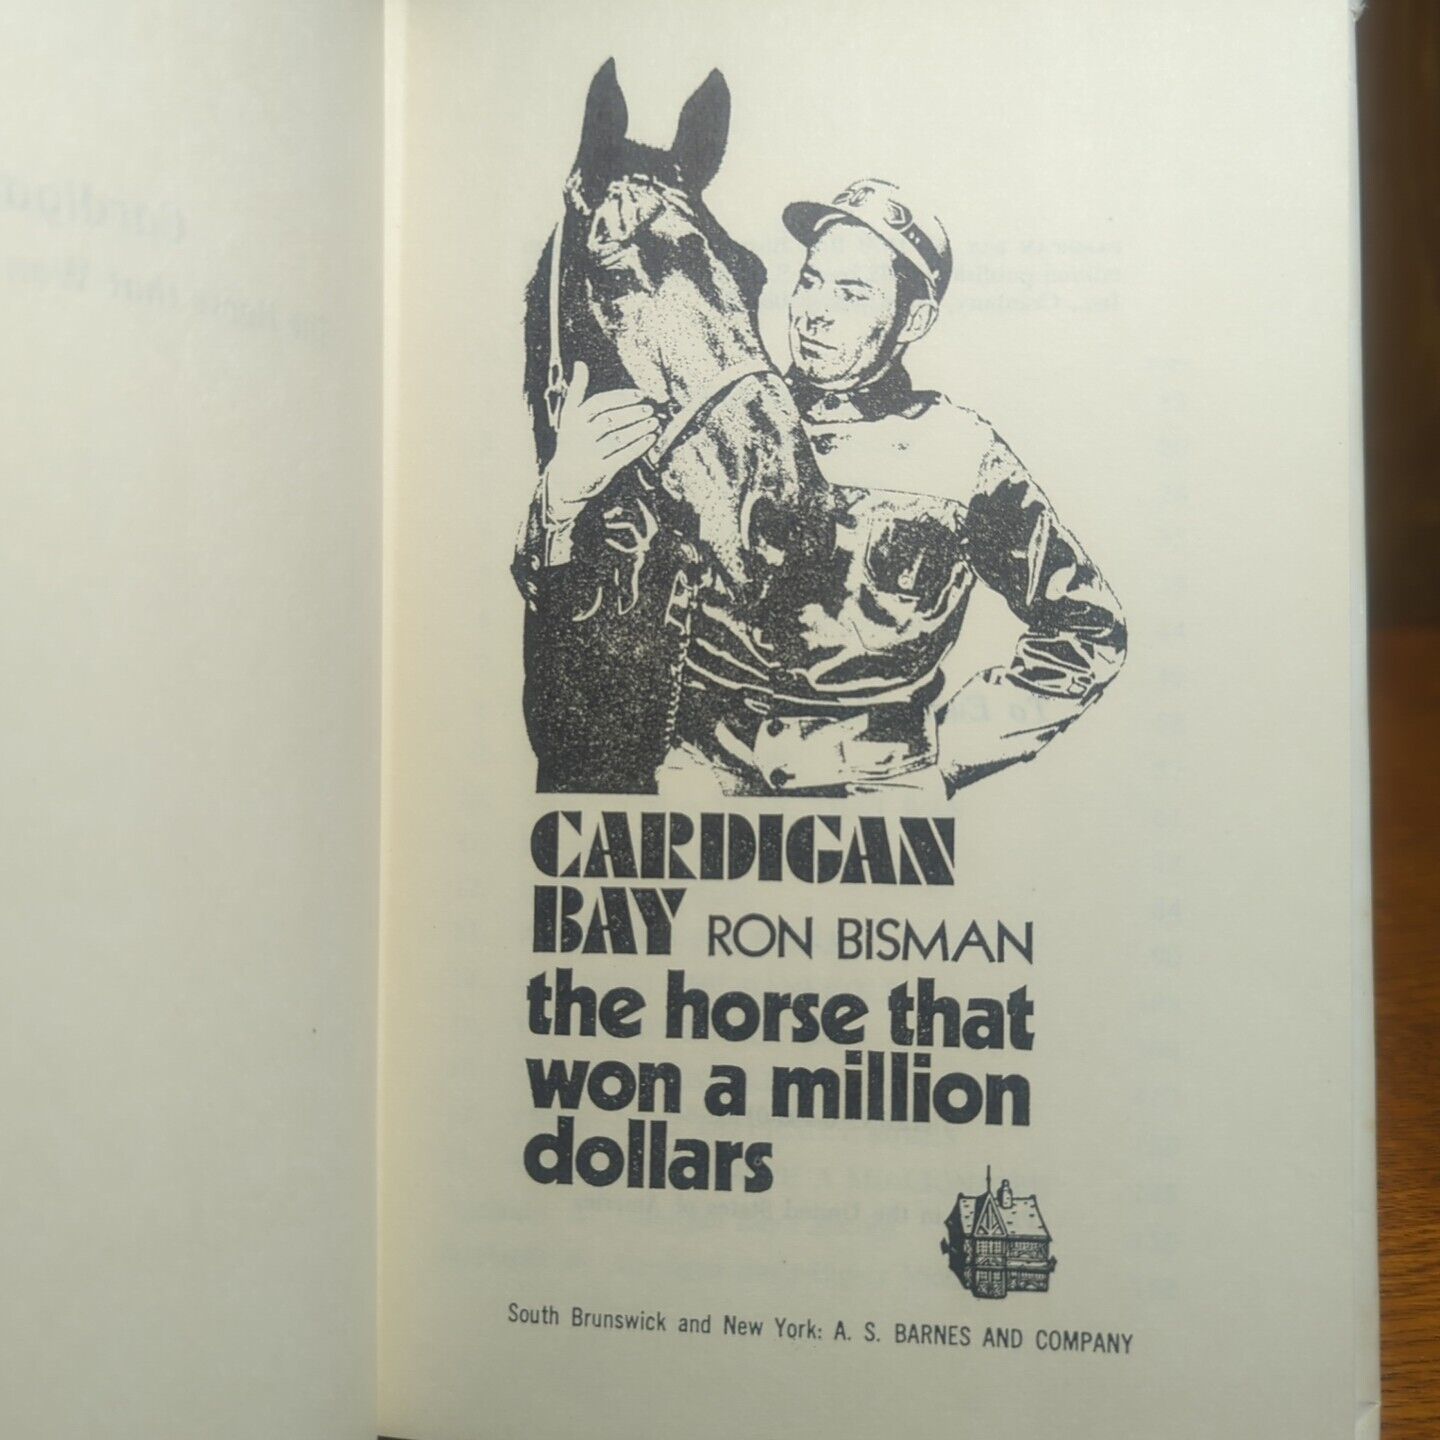 CARDIGAN
BAY RON BISMAN
the horse that
won a million
dollars
South Brunswick and New York: A. S. BARNES AND COMPANY